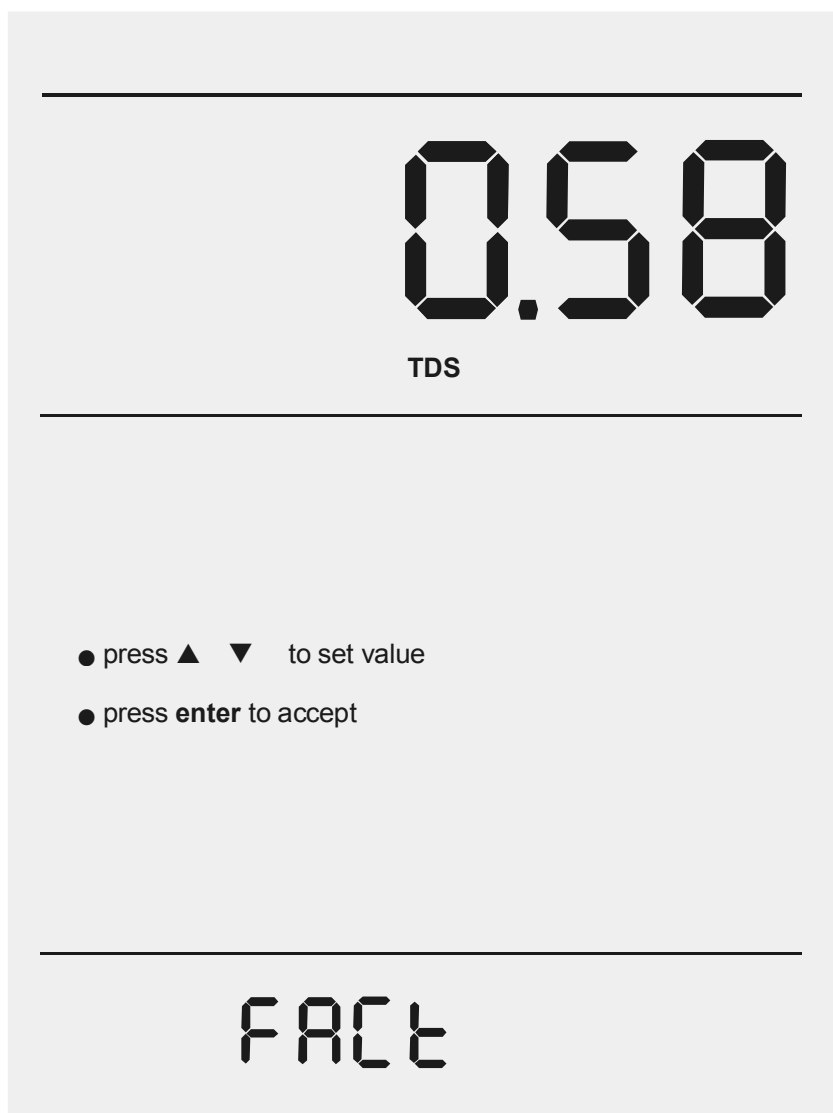 0.58
TDS
● press ▲ ▼ to set value
● press enter to accept
FACt